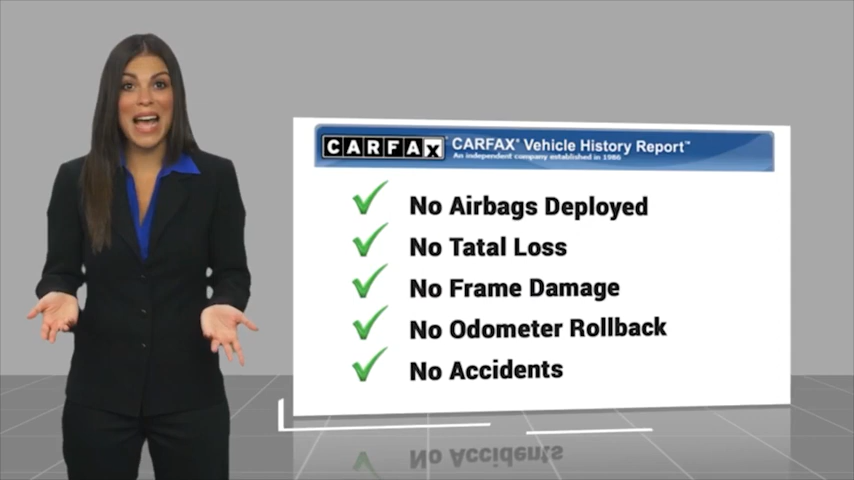 CARFAX CARFAX® Vehicle History Report™
An independent company established in 1986
No Airbags Deployed
No Tatal Loss
No Frame Damage
No Odometer Rollback
No Accidents
No Accidents